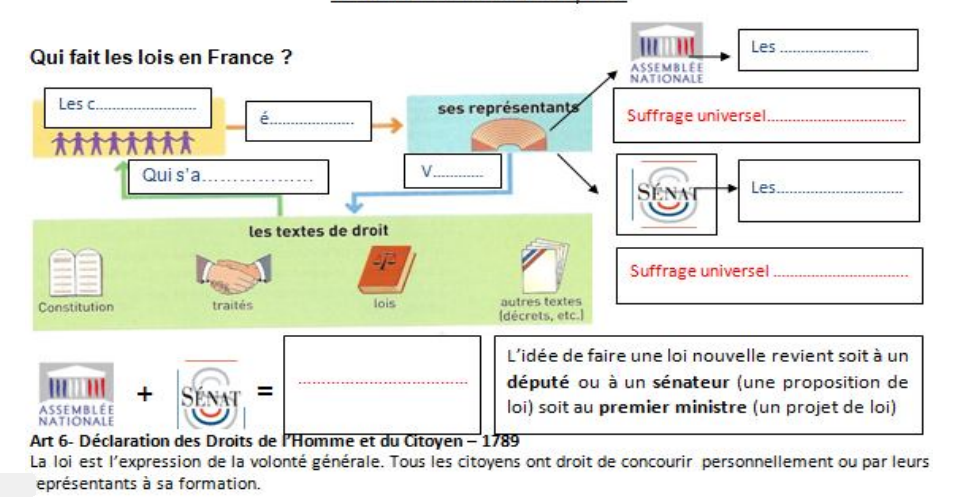 Qui fait les lois en France ?
ASSEMBLÉE
NATIONALE
Les ......................
Les c..........................
é......................
ses représentants
Suffrage universel...................................
Qui s'a...................
V.............
SÉNAT
Les................................
les textes de droit
Suffrage universel ..................................
Constitution
traités
lois
autres textes
(décrets, etc.)
ASSEMBLÉE
NATIONALE
+
SÉNAT
=
...........................................
L'idée de faire une loi nouvelle revient soit à un
député ou à un sénateur (une proposition de
loi) soit au premier ministre (un projet de loi)
Art 6- Déclaration des Droits de l'Homme et du Citoyen – 1789
La loi est l'expression de la volonté générale. Tous les citoyens ont droit de concourir personnellement ou par leurs
eprésentants à sa formation.